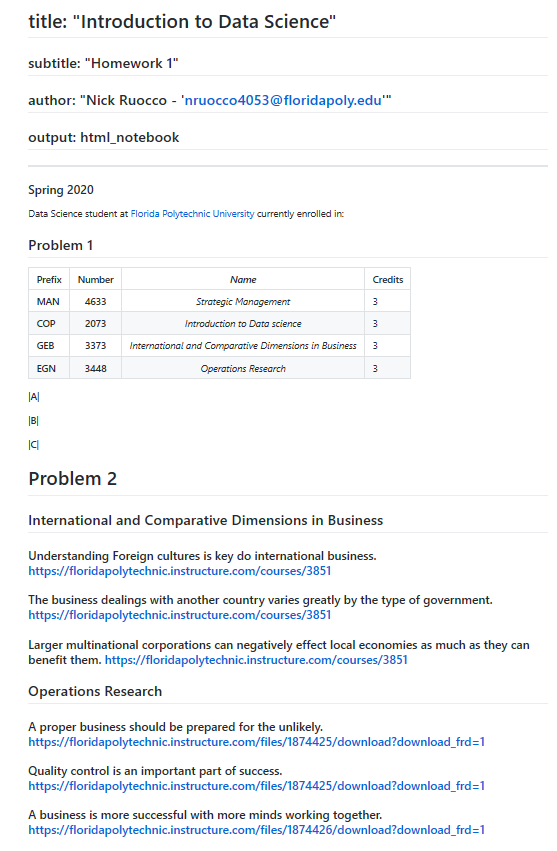 title: "Introduction to Data Science"
subtitle: "Homework 1"
author: "Nick Ruocco - 'nruocco4053@floridapoly.edu'"
output: html_notebook
Spring 2020
Data Science student at Florida Polytechnic University currently enrolled in:
Problem 1
Prefix Number Name Credits
MAN 4633 Strategic Management 3
COP 2073 Introduction to Data science 3
GEB 3373 International and Comparative Dimensions in Business 3
EGN 3448 Operations Research 3
|A|
|B|
|C|
Problem 2
International and Comparative Dimensions in Business
Understanding Foreign cultures is key do international business.
https://floridapolytechnic.instructure.com/courses/3851
The business dealings with another country varies greatly by the type of government.
https://floridapolytechnic.instructure.com/courses/3851
Larger multinational corporations can negatively effect local economies as much as they can
benefit them. https://floridapolytechnic.instructure.com/courses/3851
Operations Research
A proper business should be prepared for the unlikely.
https://floridapolytechnic.instructure.com/files/1874425/download?download_frd=1
Quality control is an important part of success.
https://floridapolytechnic.instructure.com/files/1874425/download?download_frd=1
A business is more successful with more minds working together.
https://floridapolytechnic.instructure.com/files/1874426/download?download_frd=1